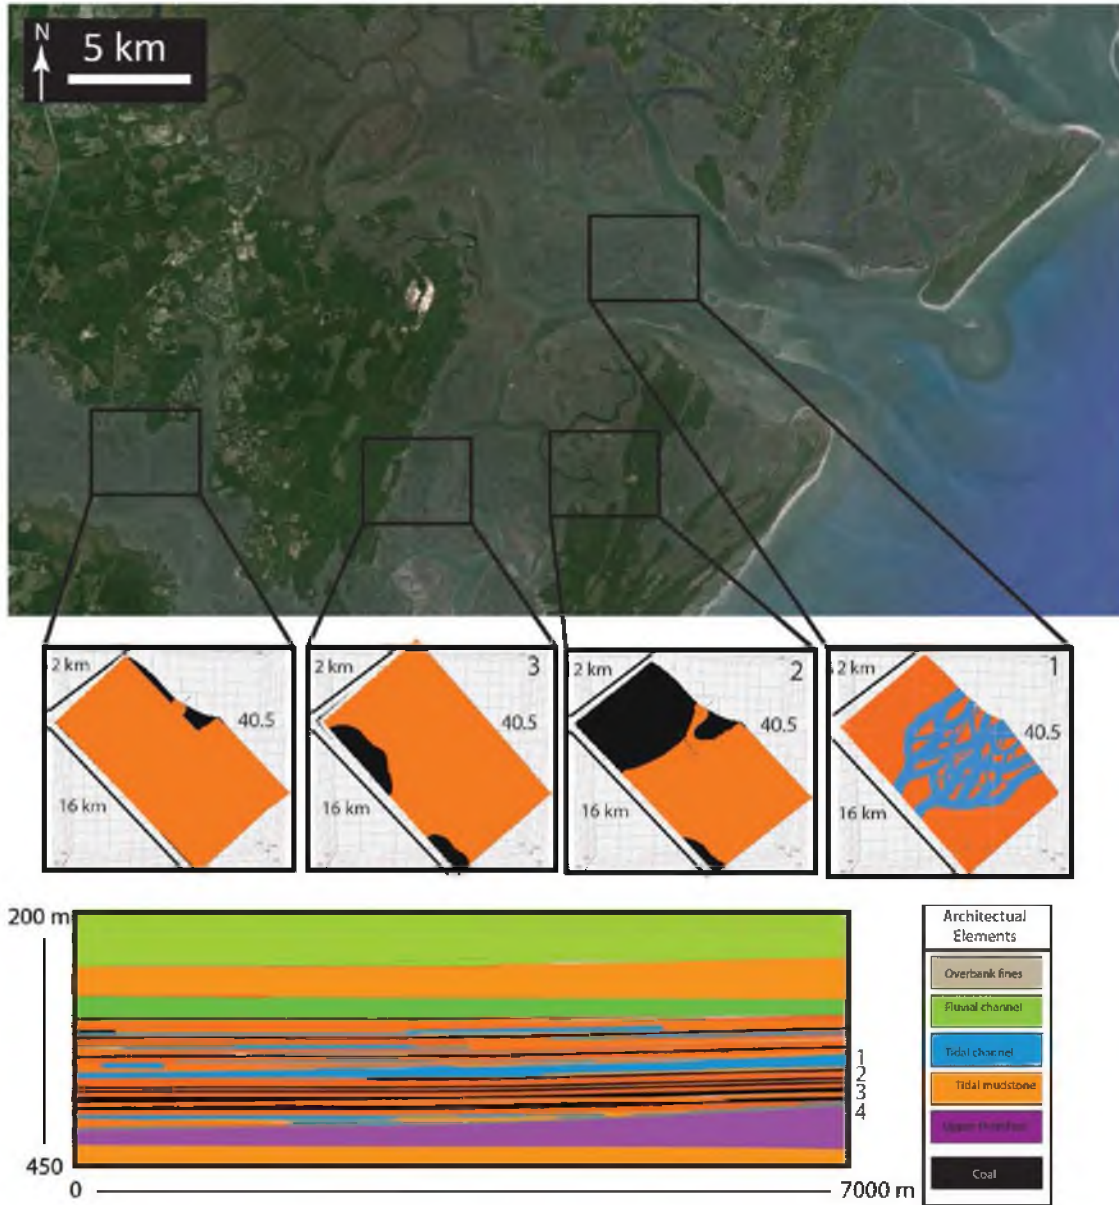 N
5 km
2 km
40.5
16 km
2 km
3
40.5
16 km
2 km
2
40.5
16 km
2 km
1
40.5
16 km
200 m
450
0
7000 m
1
2
3
4
Architectual
Elements
Overbank fines
Fluvial channel
Tidal channel
Tidal mudstone
Upper
Coal